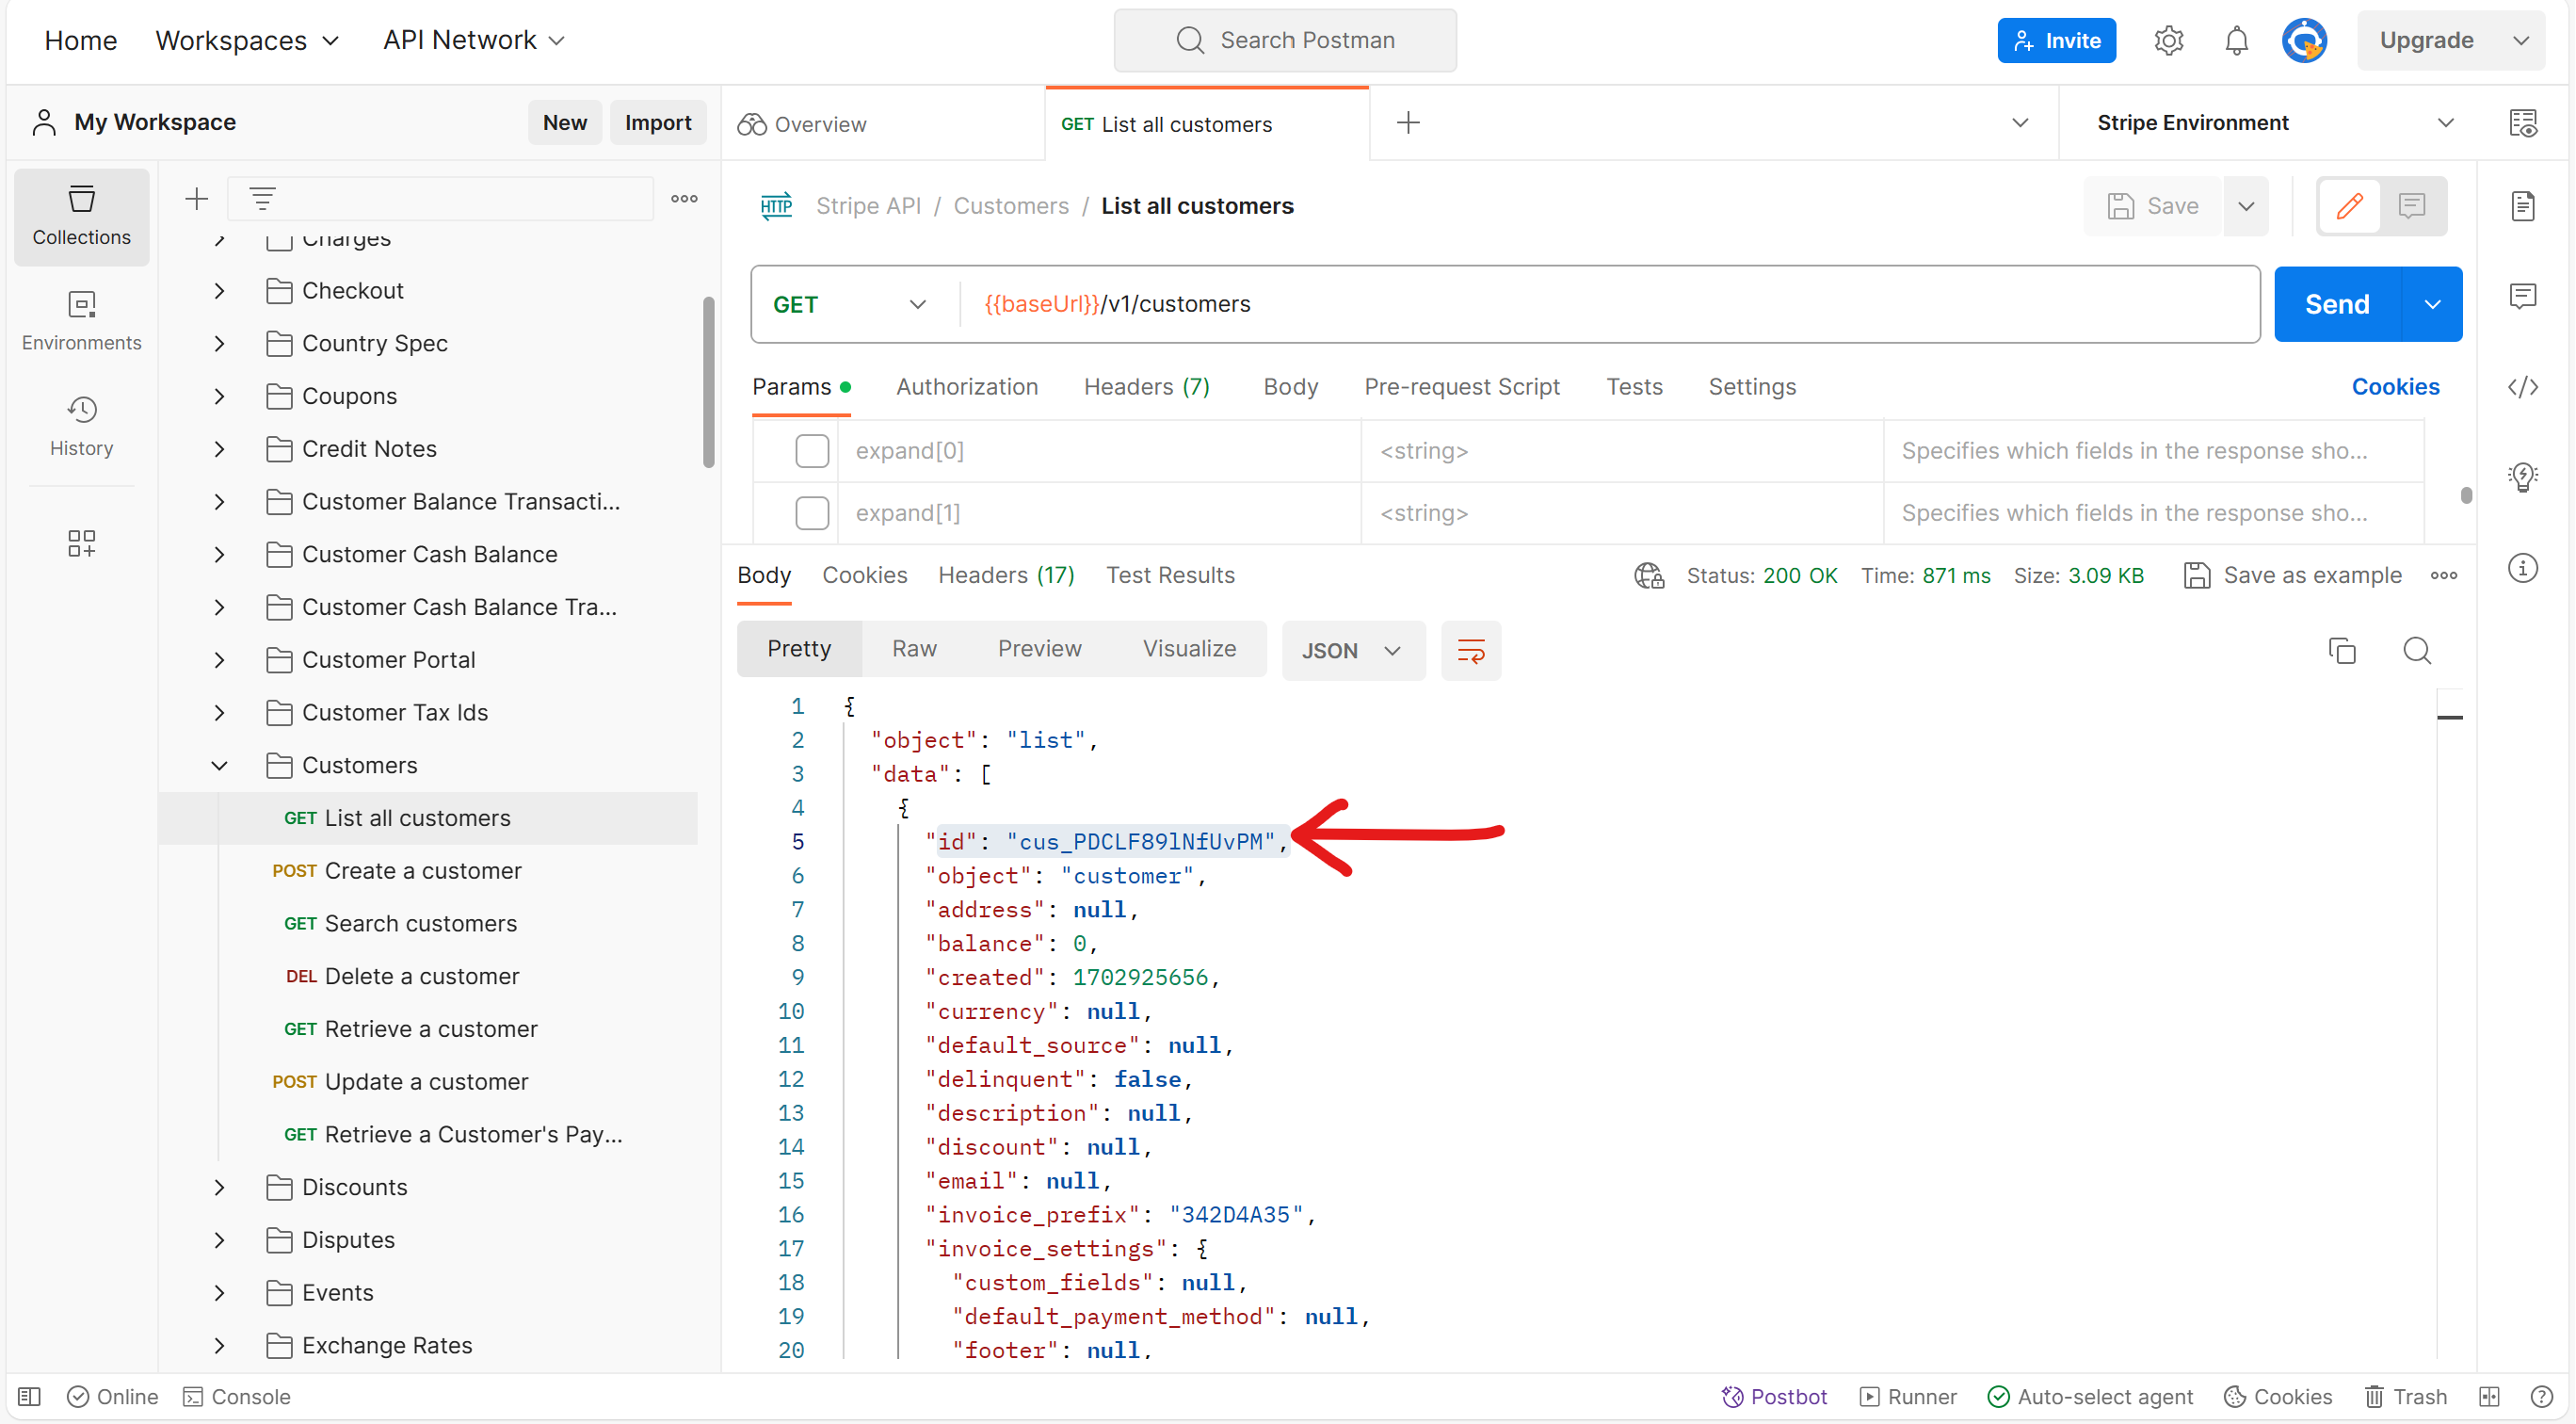 Home Workspaces API Network Search Postman Invite Upgrade
My Workspace New Import Overview GET List all customers Stripe Environment
Collections
Environments
History
Charges
Checkout
Country Spec
Coupons
Credit Notes
Customer Balance Transacti...
Customer Cash Balance
Customer Cash Balance Tra...
Customer Portal
Customer Tax Ids
Customers
GET List all customers
POST Create a customer
GET Search customers
DEL Delete a customer
GET Retrieve a customer
POST Update a customer
GET Retrieve a Customer's Pay...
Discounts
Disputes
Events
Exchange Rates
HTTP Stripe API / Customers / List all customers Save
GET {{baseUrl}}/v1/customers Send
Params Authorization Headers (7) Body Pre-request Script Tests Settings Cookies
expand[0] <string> Specifies which fields in the response sho...
expand[1] <string> Specifies which fields in the response sho...
Body Cookies Headers (17) Test Results Status: 200 OK Time: 871 ms Size: 3.09 KB Save as example
Pretty Raw Preview Visualize JSON
1 {
2 "object": "list",
3 "data": [
4 {
5 "id": "cus_PDCLF89lNfUvPM",
6 "object": "customer",
7 "address": null,
8 "balance": 0,
9 "created": 1702925656,
10 "currency": null,
11 "default_source": null,
12 "delinquent": false,
13 "description": null,
14 "discount": null,
15 "email": null,
16 "invoice_prefix": "342D4A35",
17 "invoice_settings": {
18 "custom_fields": null,
19 "default_payment_method": null,
20 "footer": null,
Online Console Postbot Runner Auto-select agent Cookies Trash